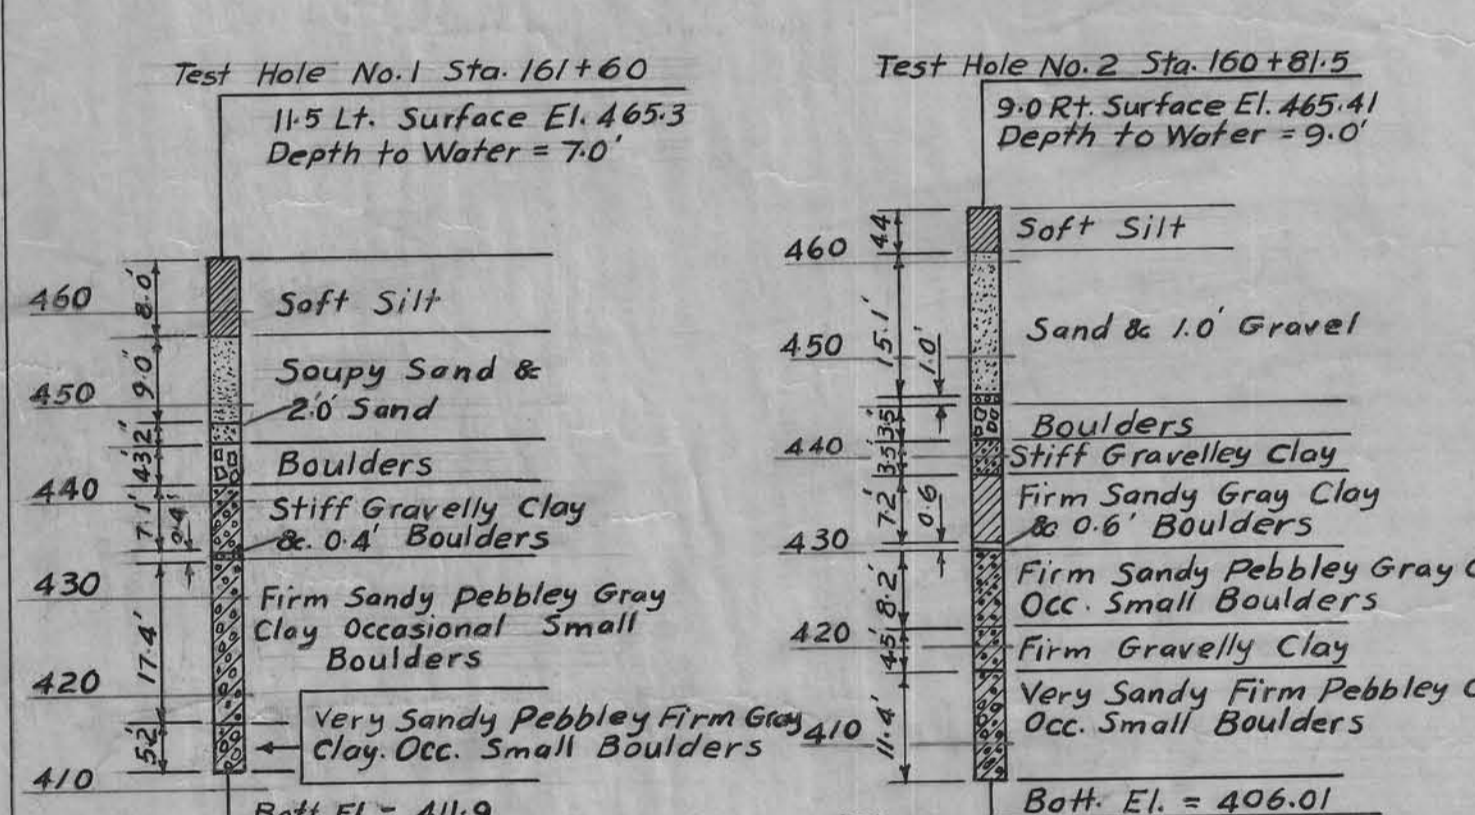 Test Hole No. 1 Sta. 161+60
11.5 Lt. Surface El. 465.3
Depth to Water = 7.0'
460
450
440
430
420
410
8.0'
9.0'
2'
4.3'
7.1'
0.4'
17.4'
5.2'
Soft Silt
Soupy Sand &
2.0' Sand
Boulders
Stiff Gravelly Clay
&. 0.4' Boulders
Firm Sandy Pebbley Gray
Clay Occasional Small
Boulders
Very Sandy Pebbley Firm Gray
Clay. Occ. Small Boulders
Bott. El = 411.9
Test Hole No. 2 Sta. 160+81.5
9.0 Rt. Surface El. 465.41
Depth to Water = 9.0'
460
450
440
430
420
410
4.4
15.1'
1.0'
3.5'
3.5'
7.2'
0.6
8.2'
4.5'
11.4'
Soft Silt
Sand & 1.0' Gravel
Boulders
Stiff Gravelley Clay
Firm Sandy Gray Clay
& 0.6' Boulders
Firm Sandy Pebbley Gray
Occ. Small Boulders
Firm Gravelly Clay
Very Sandy Firm Pebbley
Occ. Small Boulders
Bott. El. = 406.01